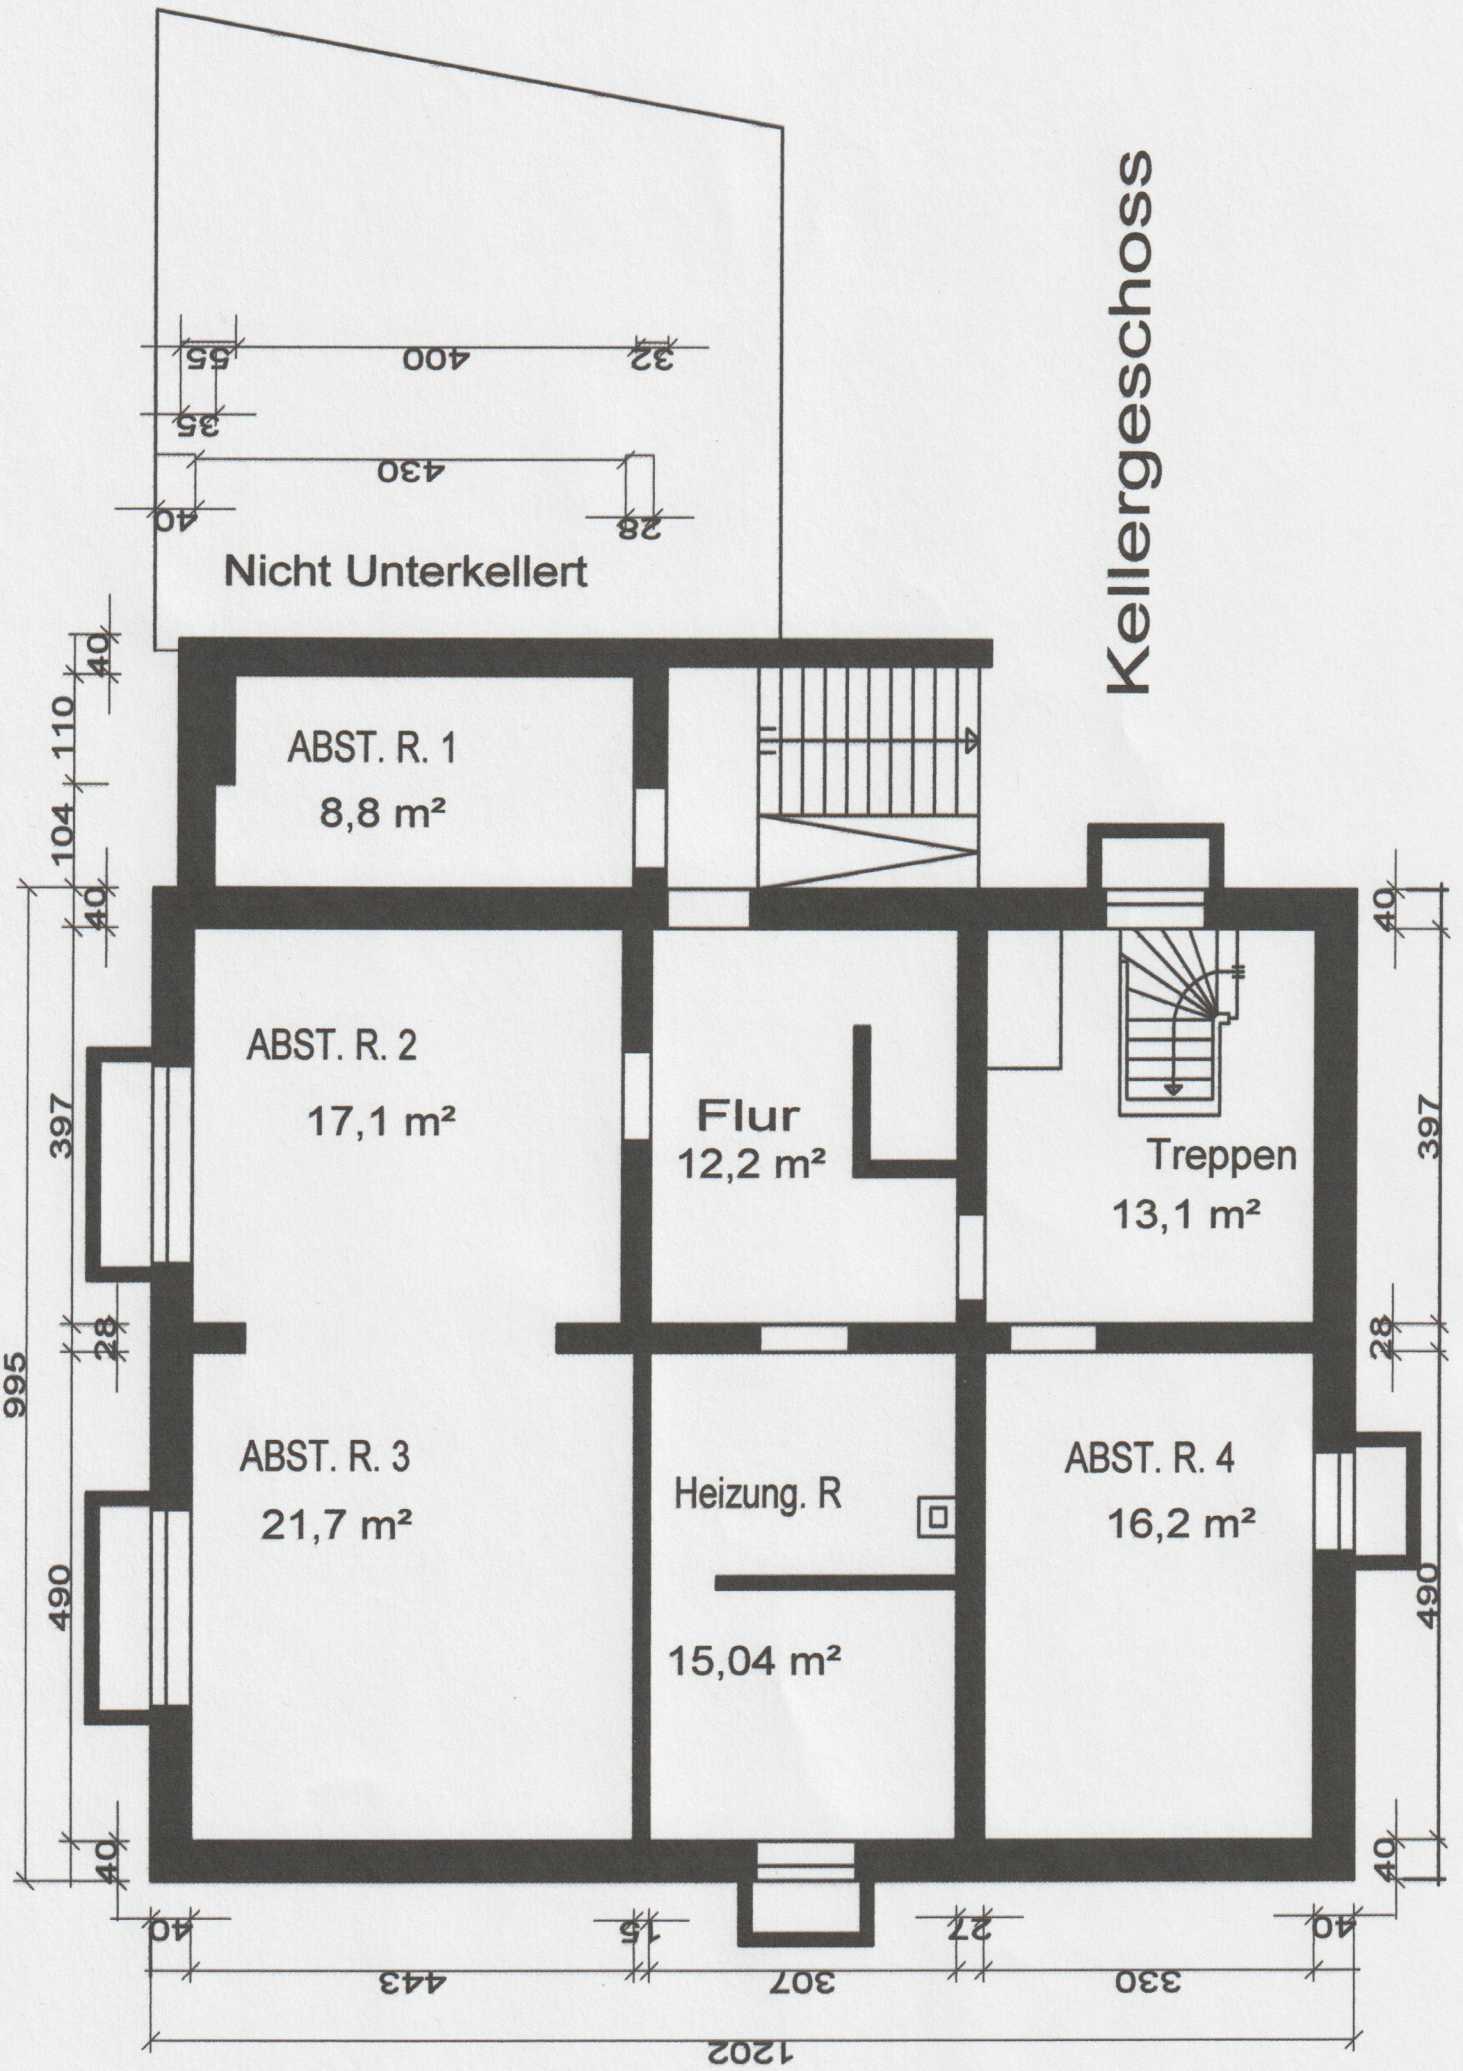 Kellergeschoss
55
400
32
35
430
40
28
Nicht Unterkellert
40
110
104
40
ABST. R. 1
8,8 m²
40
ABST. R. 2
17,1 m²
Flur
12,2 m²
Treppen
13,1 m²
397
397
28
28
995
ABST. R. 3
21,7 m²
Heizung. R
15,04 m²
ABST. R. 4
16,2 m²
490
490
40
40
40
15
27
40
443
307
330
1202